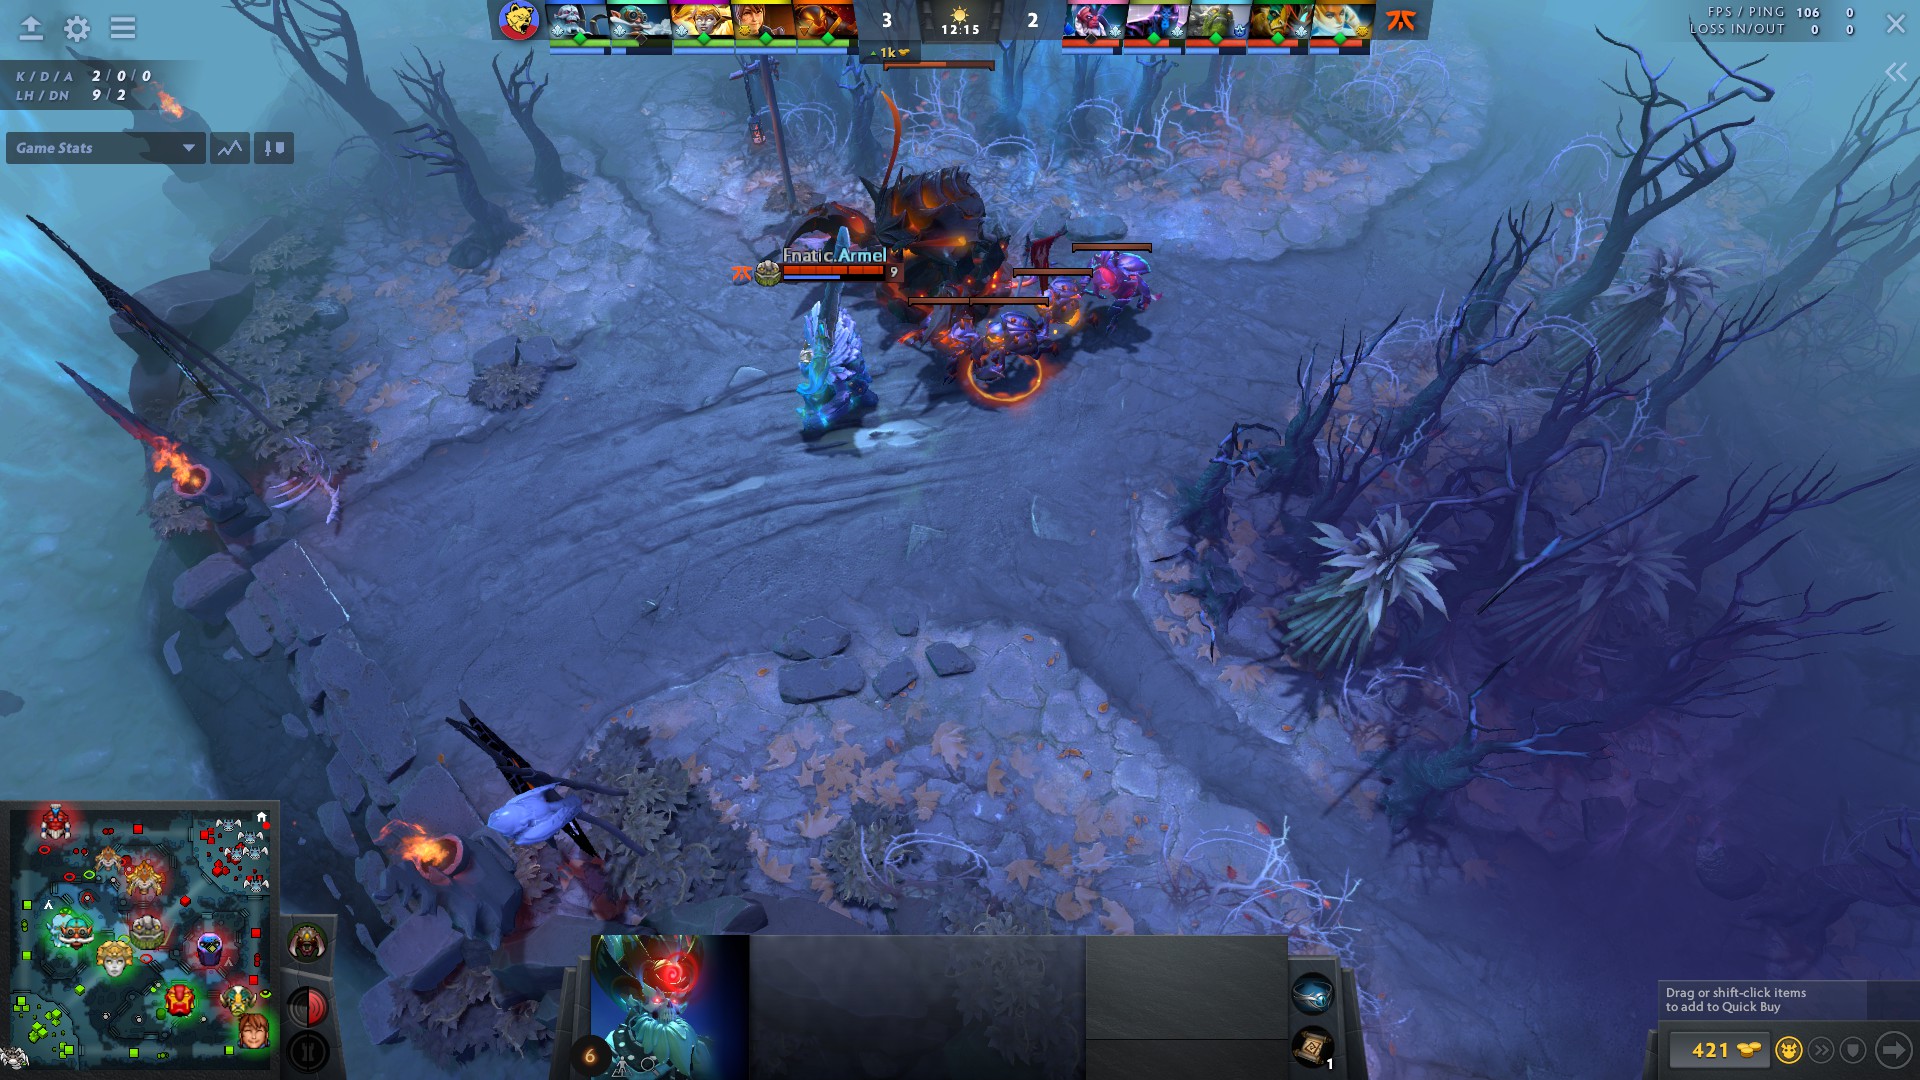 3
12:15
2
1k
FPS / PING 106 0
LOSS IN/OUT 0 0
K / D / A 2 / 0 / 0
LH / DN 9 / 2
Game Stats
Fnatic.Armel
9
6
1
Drag or shift-click items
to add to Quick Buy
421